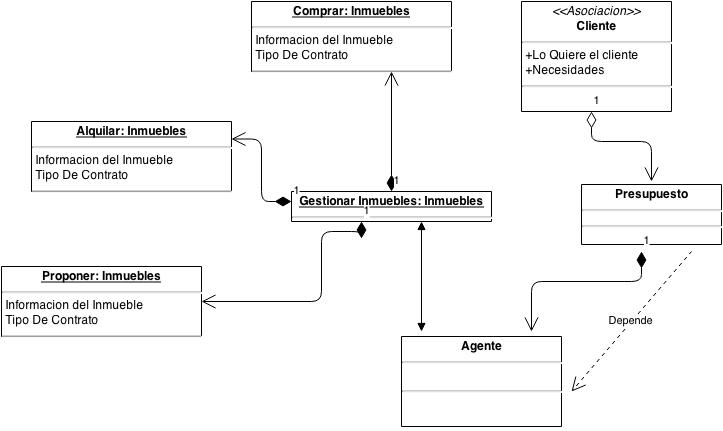 Comprar: Inmuebles
Informacion del Inmueble
Tipo De Contrato
<<Asociacion>>
Cliente
+Lo Quiere el cliente
+Necesidades
1
Alquilar: Inmuebles
Informacion del Inmueble
Tipo De Contrato
1
1
Gestionar Inmuebles: Inmuebles
1
Presupuesto
1
Proponer: Inmuebles
Informacion del Inmueble
Tipo De Contrato
Depende
Agente